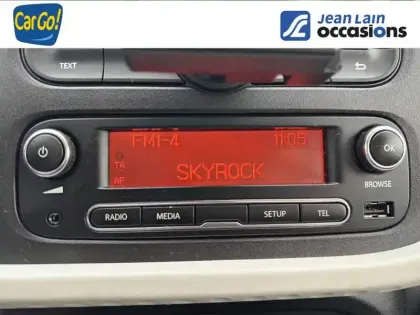 CarGo!
Jean Lain
occasions
TEXT
FM1-4 11:05
TA
AF
SKYROCK
OK
BROWSE
RADIO MEDIA SETUP TEL